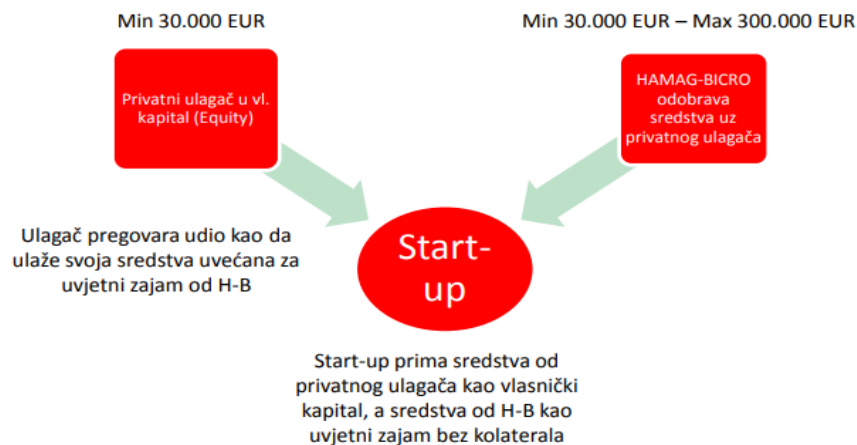 Min 30.000 EUR
Min 30.000 EUR – Max 300.000 EUR
Privatni ulagač u vl.
kapital (Equity)
HAMAG-BICRO
odobrava
sredstva uz
privatnog ulagača
Ulagač pregovara udio kao da
ulaže svoja sredstva uvećana za
uvjetni zajam od H-B
Start-
up
Start-up prima sredstva od
privatnog ulagača kao vlasnički
kapital, a sredstva od H-B kao
uvjetni zajam bez kolaterala